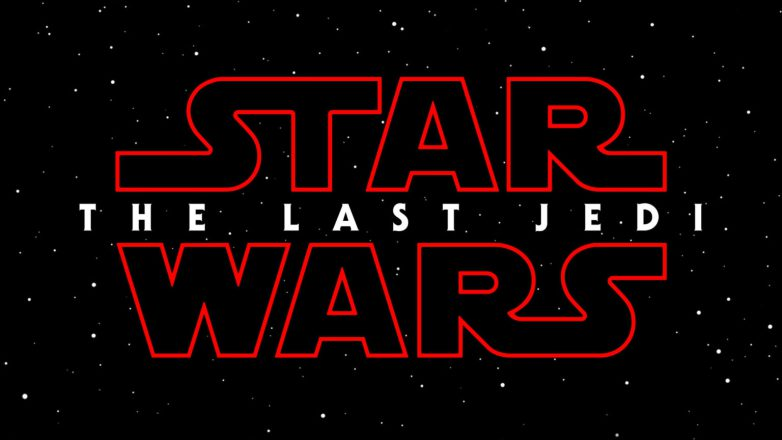 STAR
THE LAST JEDI
WARS